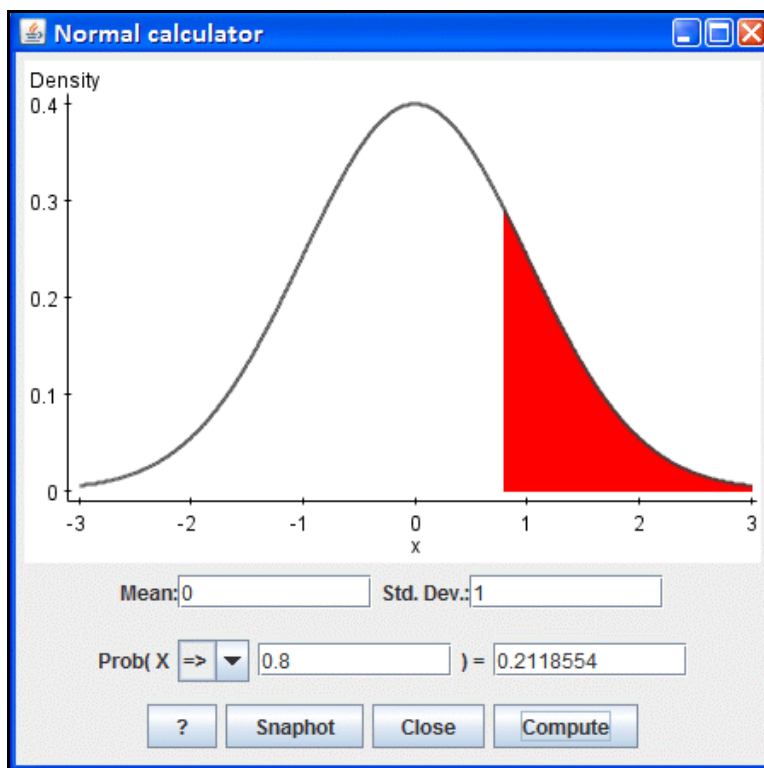 Normal calculator
Density
0.4
0.3
0.2
0.1
0
-3 -2 -1 0 1 2 3
x
Mean: 0 Std. Dev.: 1
Prob( X => 0.8 ) = 0.2118554
? Snaphot Close Compute